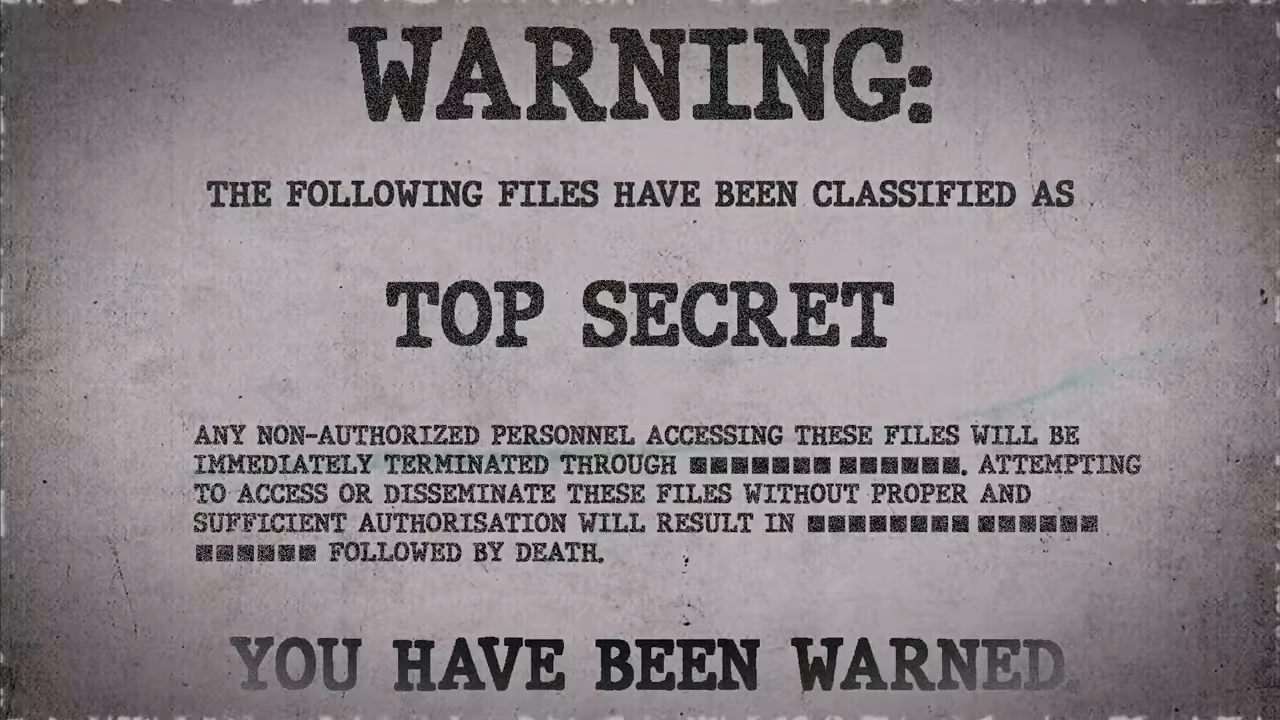 WARNING:
THE FOLLOWING FILES HAVE BEEN CLASSIFIED AS
TOP SECRET
ANY NON-AUTHORIZED PERSONNEL ACCESSING THESE FILES WILL BE
IMMEDIATELY TERMINATED THROUGH ■■■■■■■ ■■■■■■. ATTEMPTING
TO ACCESS OR DISSEMINATE THESE FILES WITHOUT PROPER AND
SUFFICIENT AUTHORISATION WILL RESULT IN ■■■■■■■■ ■■■■■■
■■■■■■ FOLLOWED BY DEATH.
YOU HAVE BEEN WARNED.